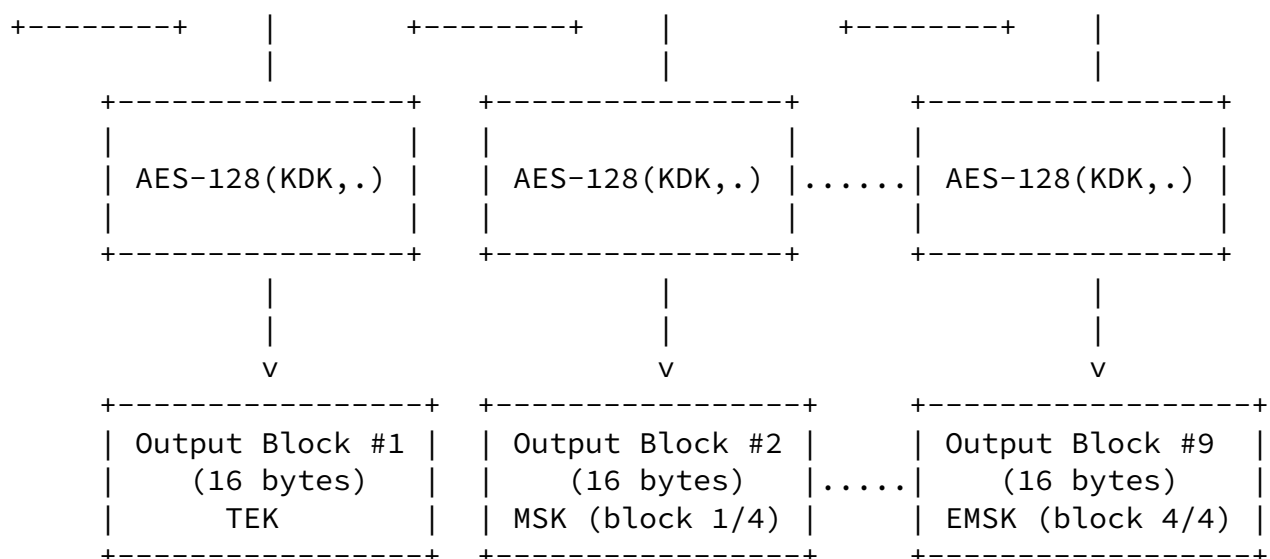 AES-128(KDK,.) AES-128(KDK,.) ...... AES-128(KDK,.)
v v v
Output Block #1 Output Block #2 Output Block #9
(16 bytes) (16 bytes) ..... (16 bytes)
TEK MSK (block 1/4) EMSK (block 4/4)